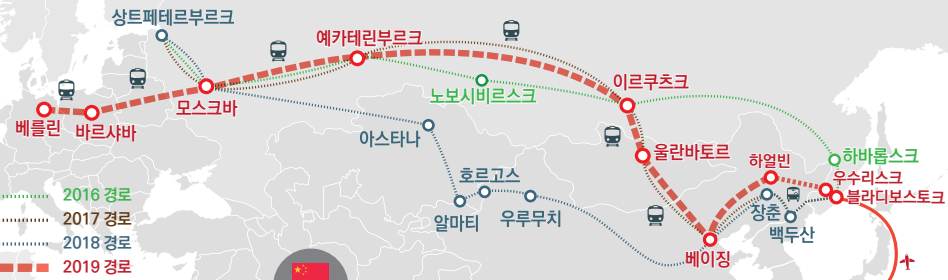 상트페테르부르크
예카테린부르크
이르쿠츠크
노보시비르스크
모스크바
베를린
바르샤바
아스타나
울란바토르
하얼빈
하바롭스크
호르고스
우수리스크
블라디보스토크
2016 경로
2017 경로
2018 경로
2019 경로
알마티
우루무치
장춘
백두산
베이징